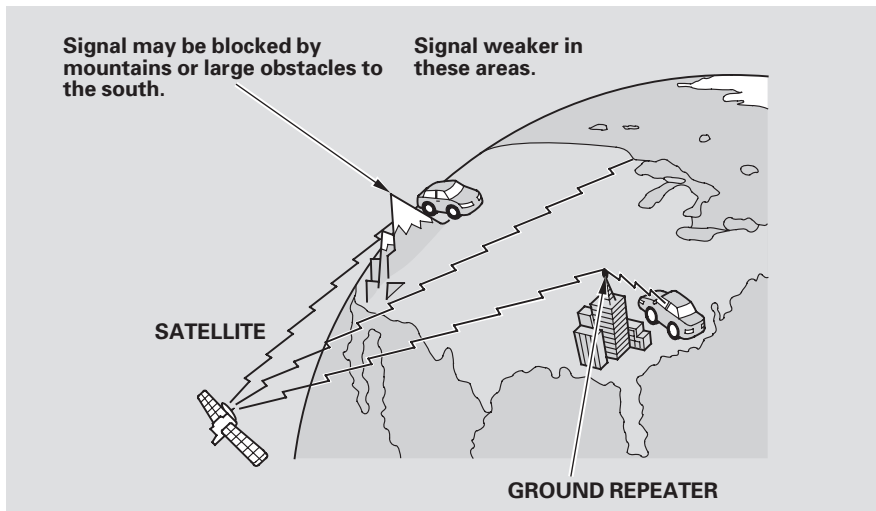 Signal may be blocked by
mountains or large obstacles to
the south.
Signal weaker in
these areas.
SATELLITE
GROUND REPEATER